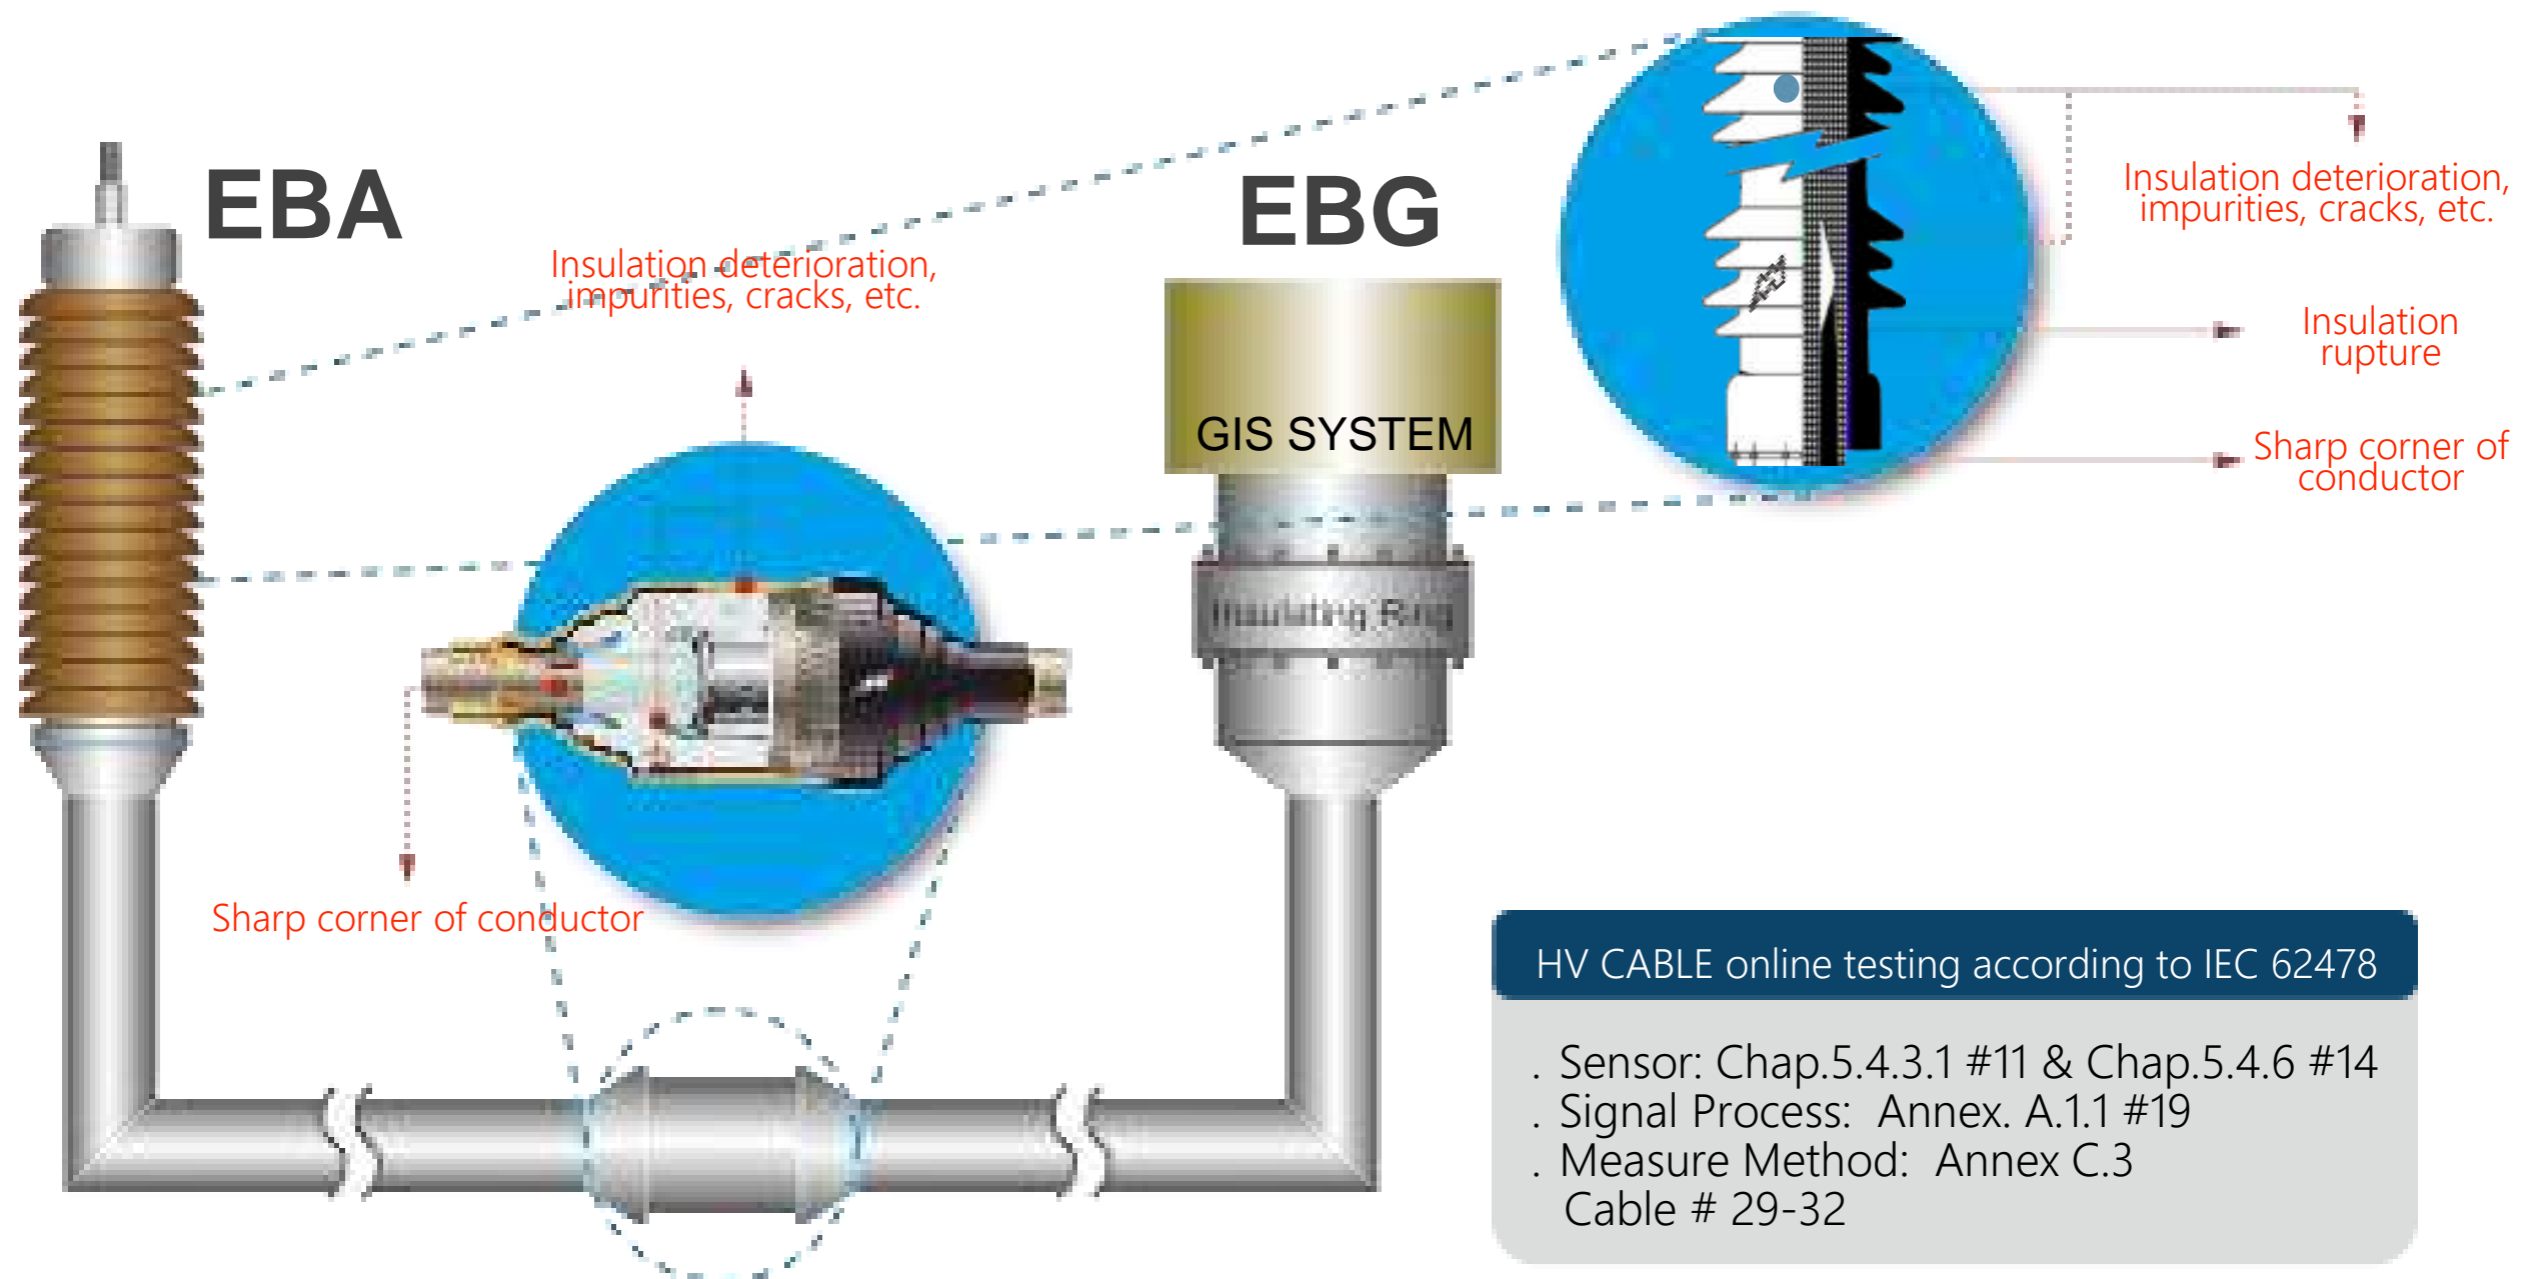 EBA
EBG
Insulation deterioration,
impurities, cracks, etc.
Insulation deterioration,
impurities, cracks, etc.
Insulation
rupture
GIS SYSTEM
Sharp corner of
conductor
Insulating Ring
Sharp corner of conductor
HV CABLE online testing according to IEC 62478
. Sensor: Chap.5.4.3.1 #11 & Chap.5.4.6 #14
. Signal Process: Annex. A.1.1 #19
. Measure Method: Annex C.3
Cable # 29-32